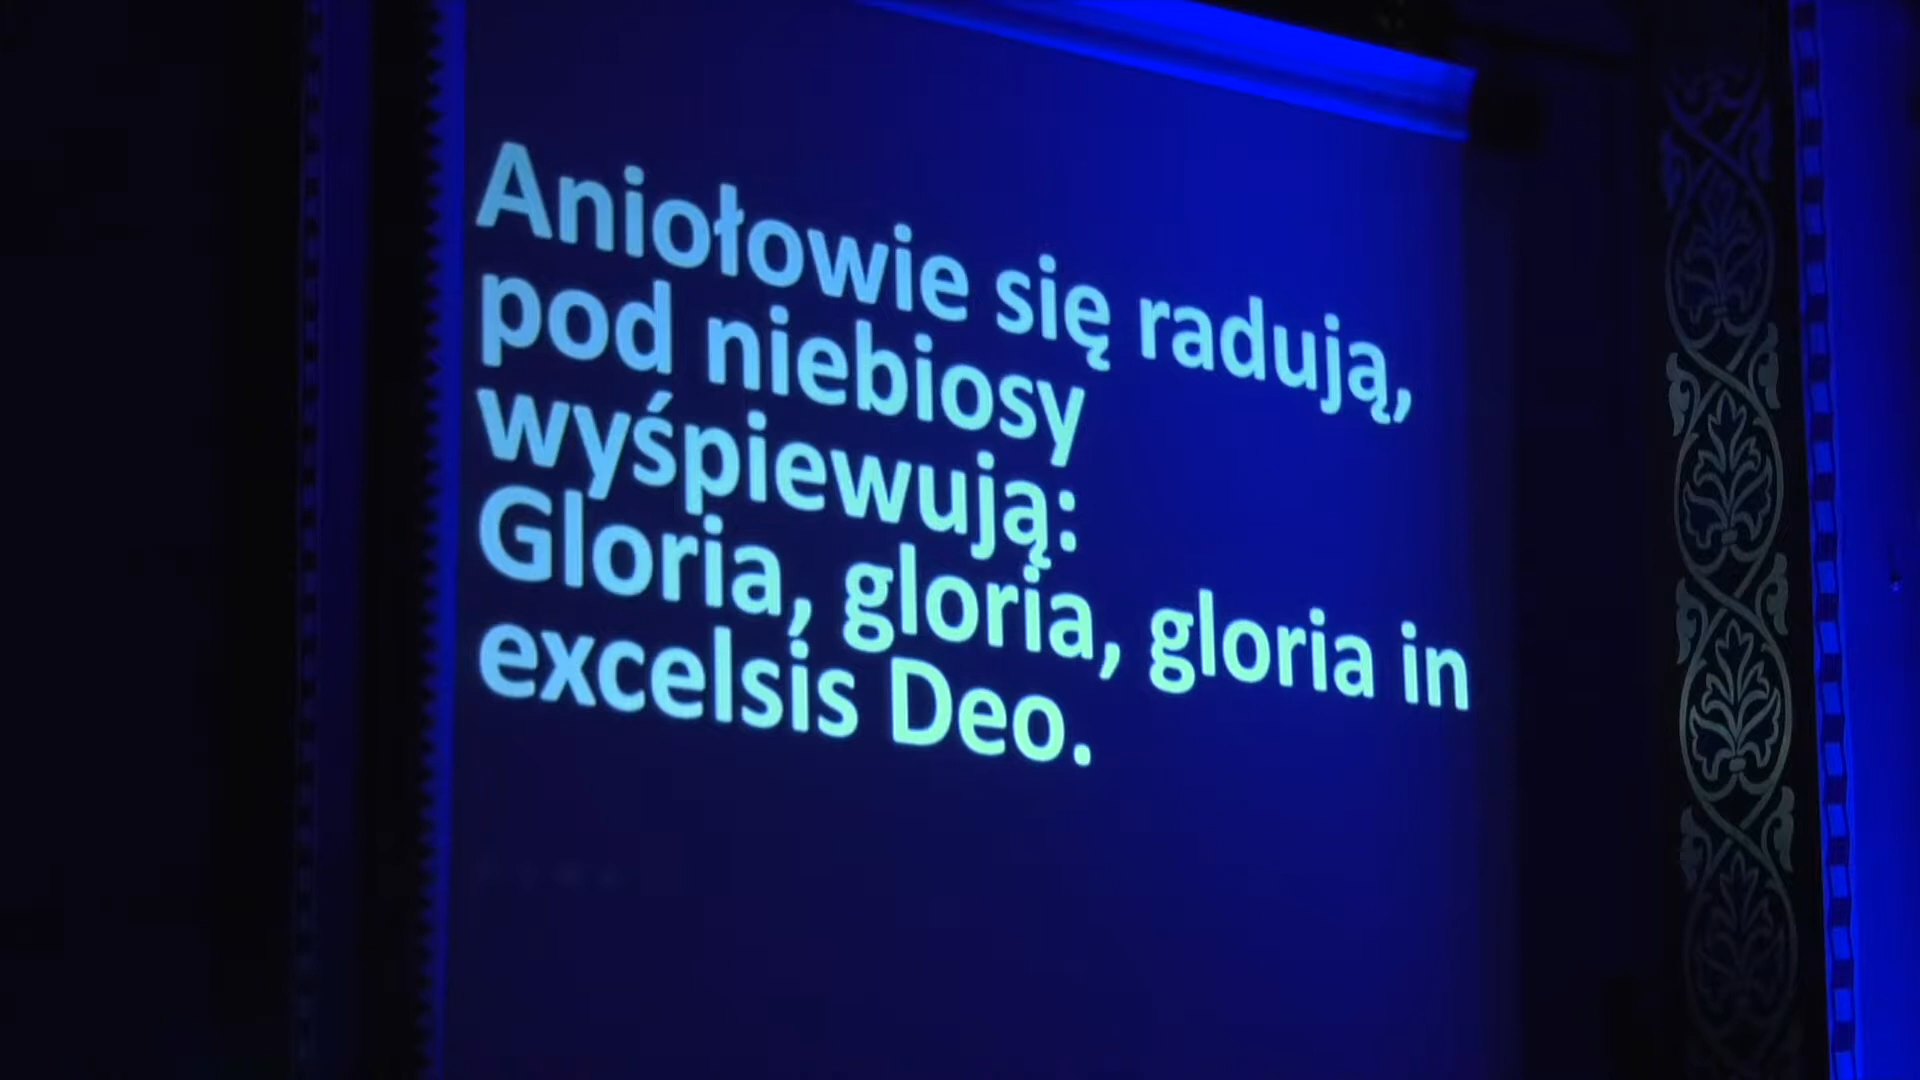 Aniołowie się radują,
pod niebiosy
wyśpiewują:
Gloria, gloria, gloria in
excelsis Deo.